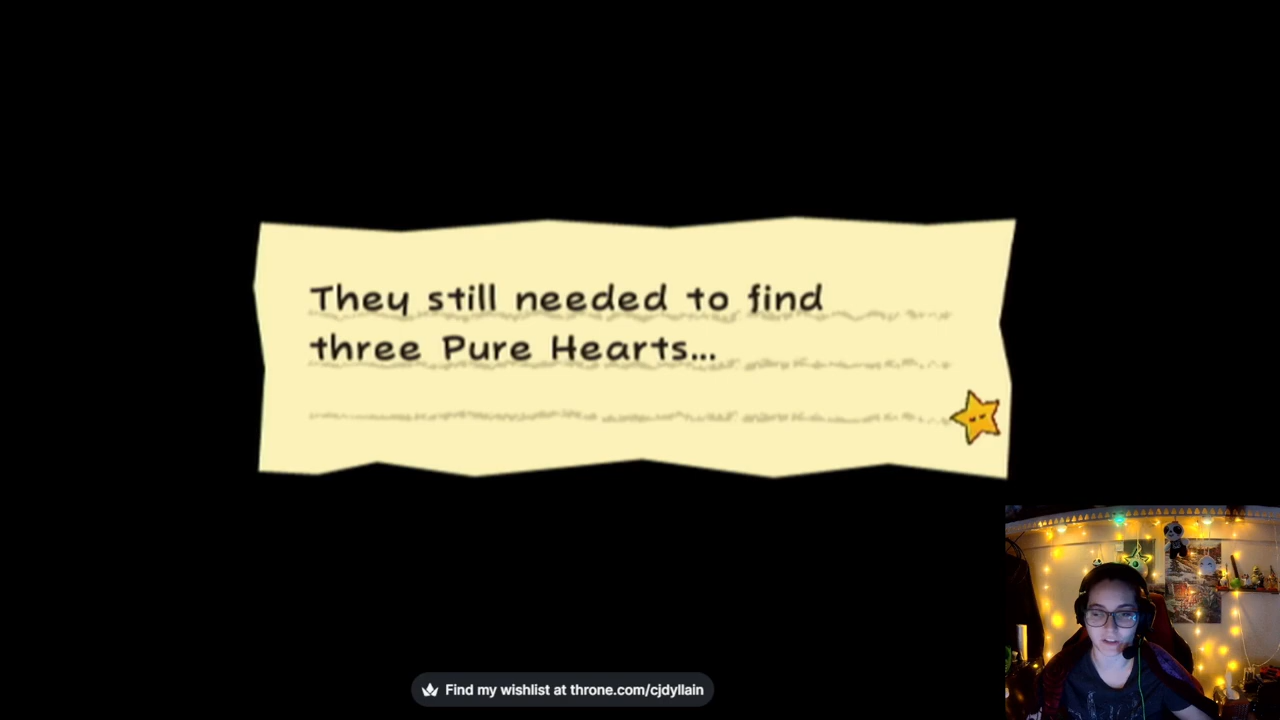 They still needed to find
three Pure Hearts...
Find my wishlist at throne.com/cjdyllain